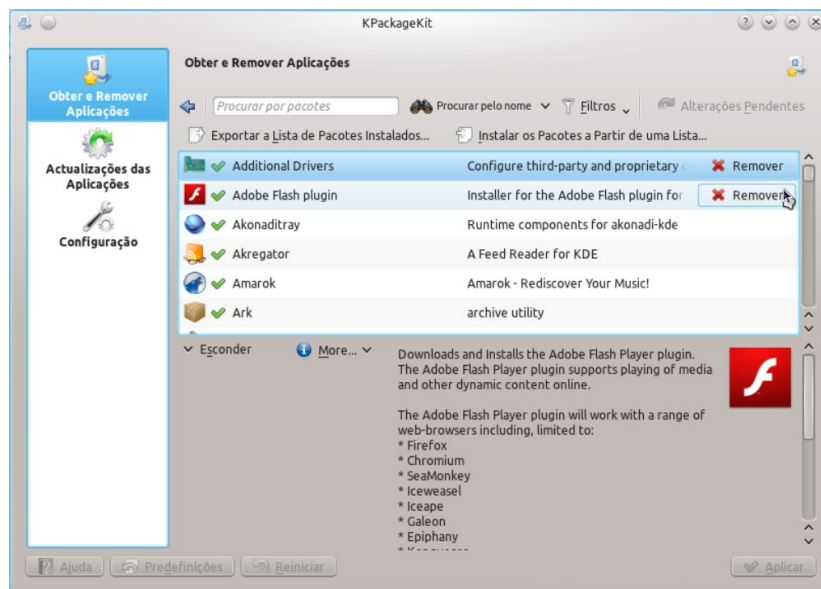 KPackageKit
Obter e Remover Aplicações
Obter e Remover
Aplicações
Actualizações das
Aplicações
Configuração
Procurar por pacotes
Procurar pelo nome
Filtros
Alterações Pendentes
Exportar a Lista de Pacotes Instalados...
Instalar os Pacotes a Partir de uma Lista...
Additional Drivers Configure third-party and proprietary Remover
Adobe Flash plugin Installer for the Adobe Flash plugin for Remover
Akonaditray Runtime components for akonadi-kde
Akregator A Feed Reader for KDE
Amarok Amarok - Rediscover Your Music!
Ark archive utility
Esconder
More...
Downloads and Installs the Adobe Flash Player plugin.
The Adobe Flash Player plugin supports playing of media
and other dynamic content online.
The Adobe Flash Player plugin will work with a range of
web-browsers including, limited to:
* Firefox
* Chromium
* SeaMonkey
* Iceweasel
* Iceape
* Galeon
* Epiphany
Ajuda
Predefinições
Reiniciar
Aplicar